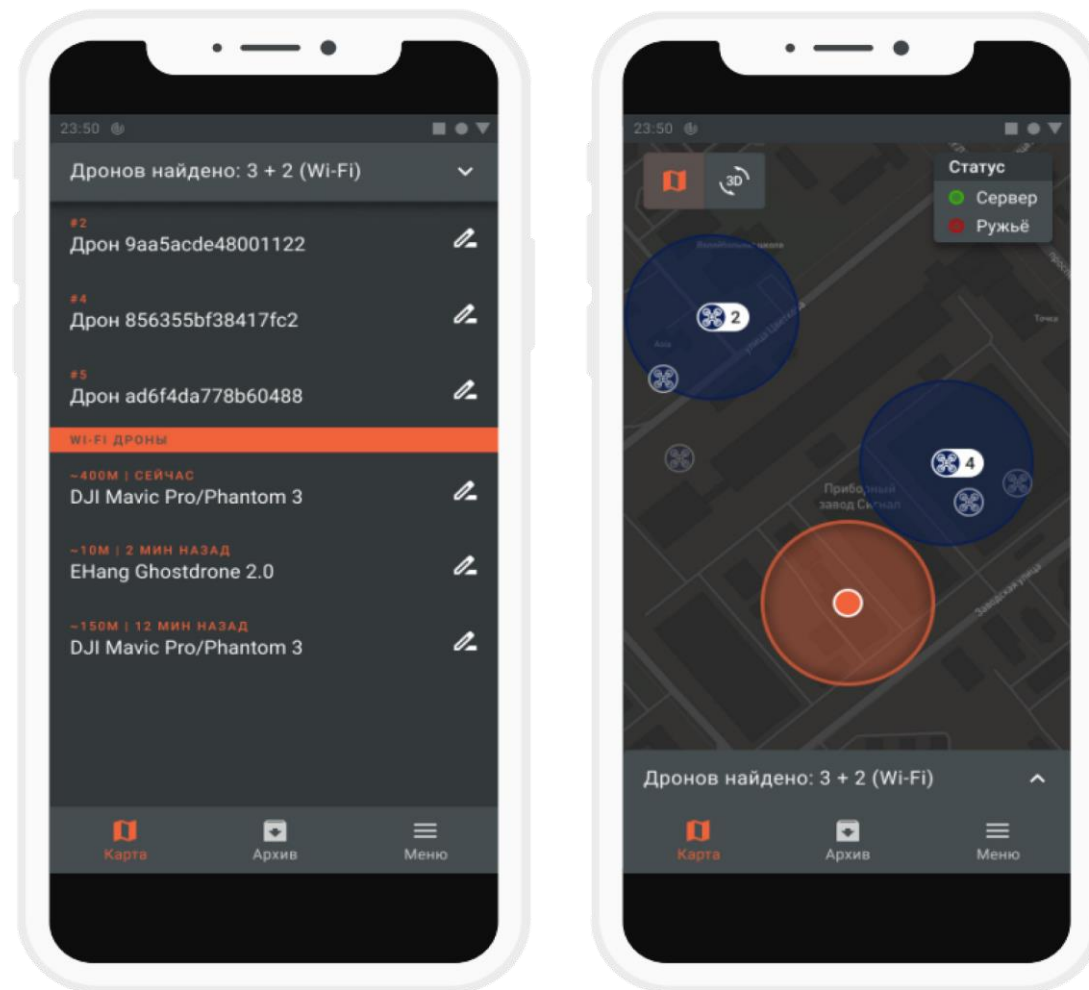 23:50
Дронов найдено: 3 + 2 (Wi-Fi)
#2
Дрон 9aa5acde48001122
#4
Дрон 856355bf38417fc2
#5
Дрон ad6f4da778b60488
WI-FI ДРОНЫ
~400М | СЕЙЧАС
DJI Mavic Pro/Phantom 3
~10М | 2 МИН НАЗАД
EHang Ghostdrone 2.0
~150М | 12 МИН НАЗАД
DJI Mavic Pro/Phantom 3
Карта
Архив
Меню
23:50
3D
Статус
Сервер
Ружьё
2
Точка
4
Приборный
завод Сигнал
Заводская улица
Дронов найдено: 3 + 2 (Wi-Fi)
Карта
Архив
Меню